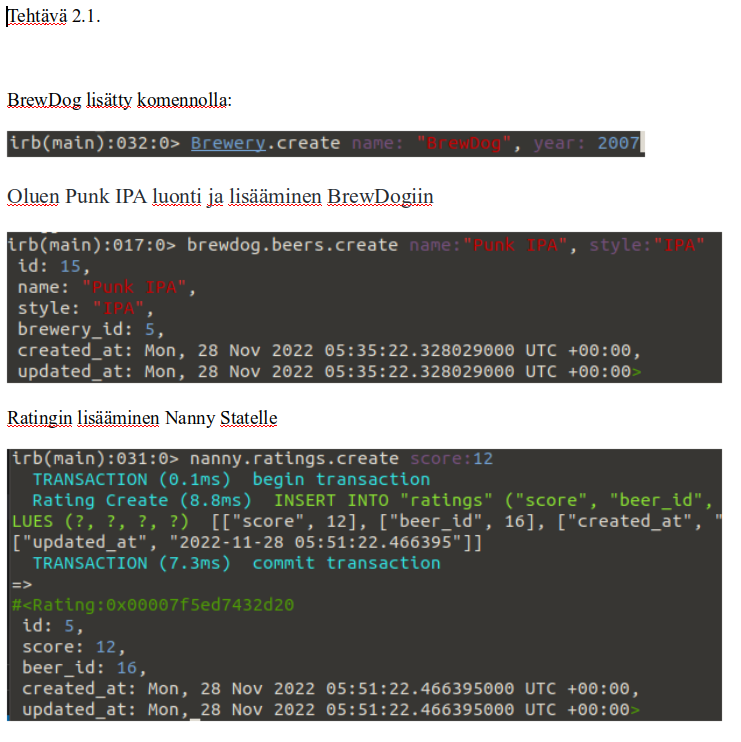 Tehtävä 2.1.
BrewDog lisätty komennolla:
irb(main):032:0> Brewery.create name: "BrewDog", year: 2007
Oluen Punk IPA luonti ja lisääminen BrewDogiin
irb(main):017:0> brewdog.beers.create name:"Punk IPA", style:"IPA"
id: 15,
name: "Punk IPA",
style: "IPA",
brewery_id: 5,
created_at: Mon, 28 Nov 2022 05:35:22.328029000 UTC +00:00,
updated_at: Mon, 28 Nov 2022 05:35:22.328029000 UTC +00:00>
Ratingin lisääminen Nanny Statelle
irb(main):031:0> nanny.ratings.create score:12
TRANSACTION (0.1ms)  begin transaction
Rating Create (8.8ms)  INSERT INTO "ratings" ("score", "beer_id",
LUES (?, ?, ?, ?)  [["score", 12], ["beer_id", 16], ["created_at", "
["updated_at", "2022-11-28 05:51:22.466395"]]
TRANSACTION (7.3ms)  commit transaction
=>
#<Rating:0x00007f5ed7432d20
id: 5,
score: 12,
beer_id: 16,
created_at: Mon, 28 Nov 2022 05:51:22.466395000 UTC +00:00,
updated_at: Mon, 28 Nov 2022 05:51:22.466395000 UTC +00:00>